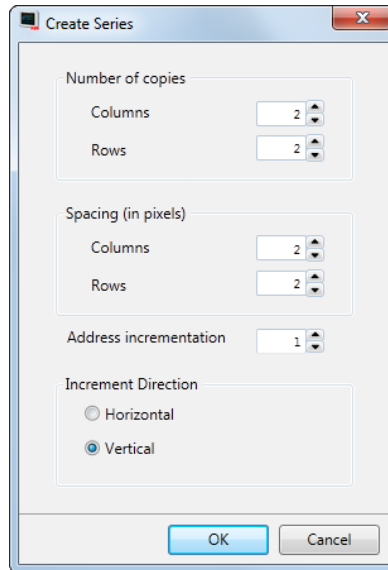 Create Series
Number of copies
Columns 2
Rows 2
Spacing (in pixels)
Columns 2
Rows 2
Address incrementation 1
Increment Direction
Horizontal
Vertical
OK Cancel